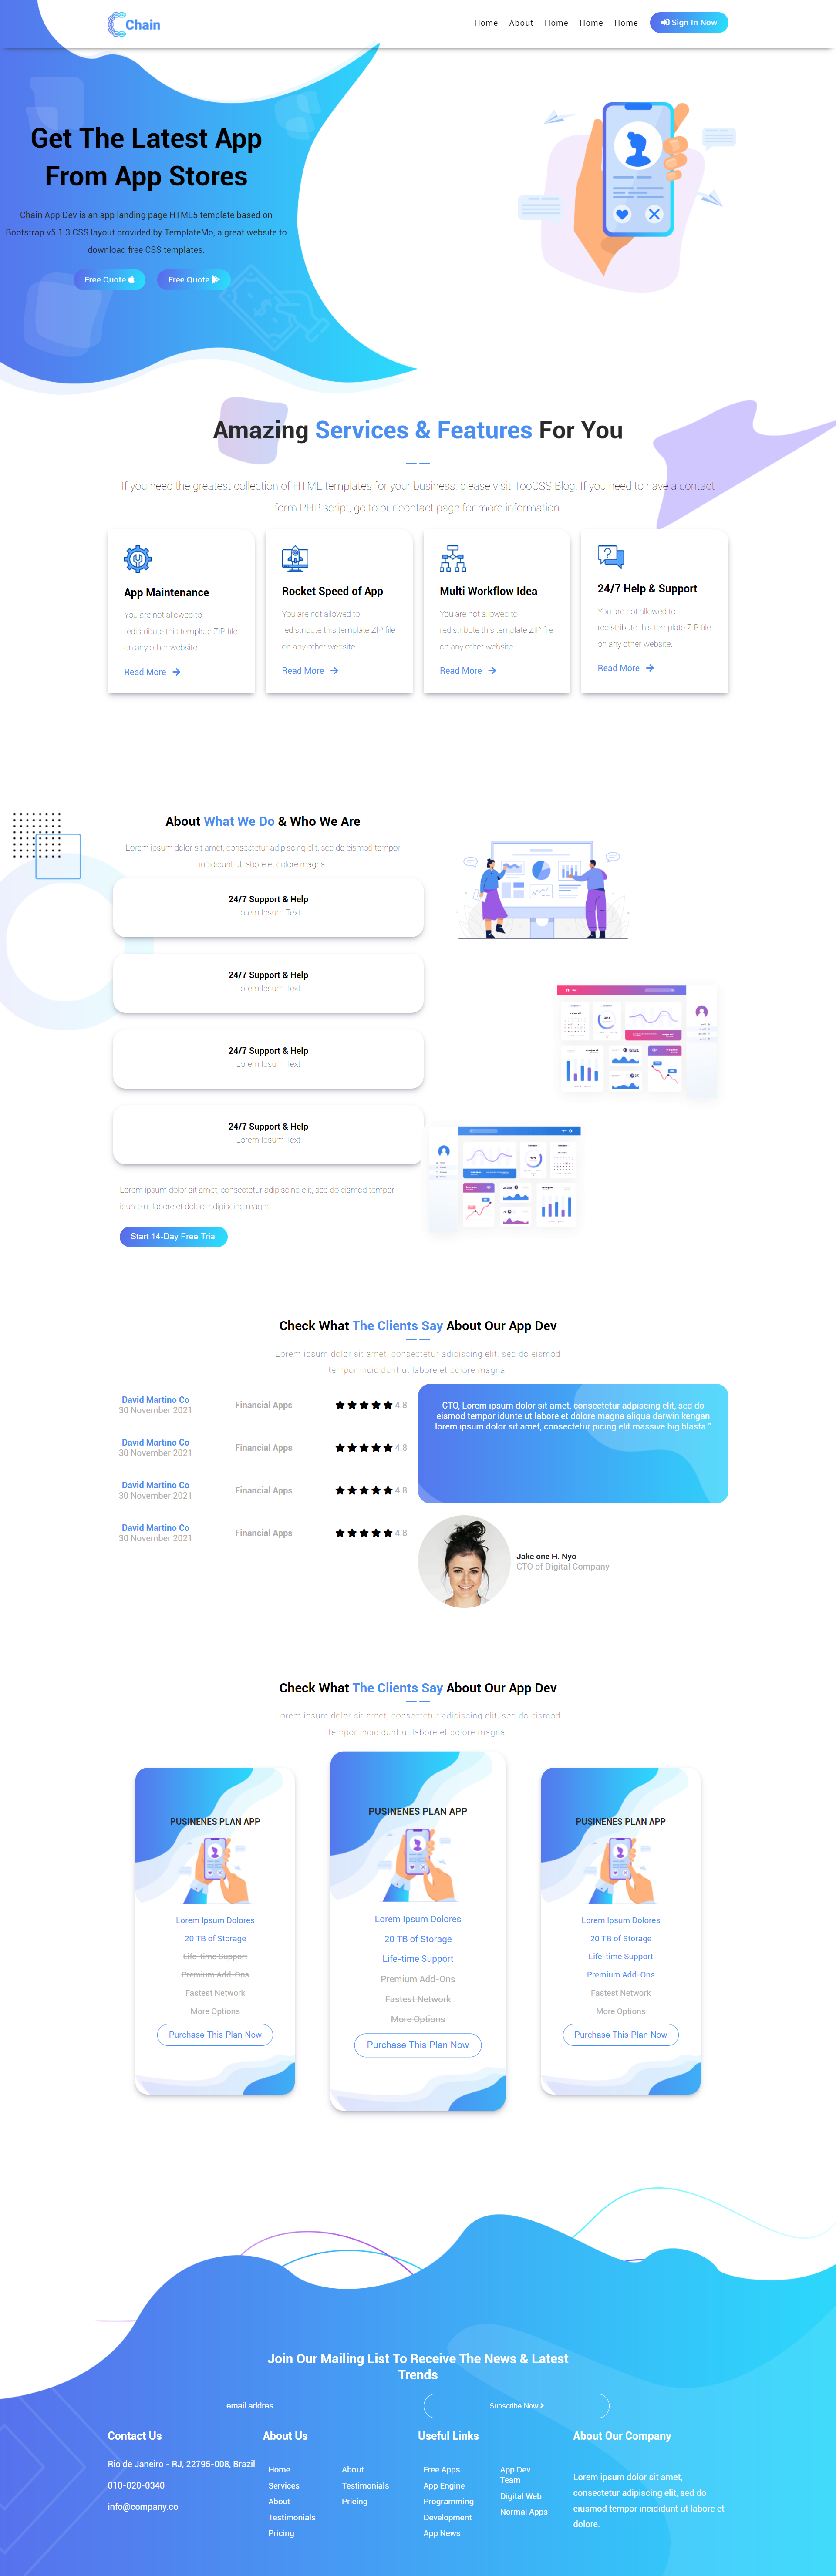 Chain
Home About Home Home Home Sign In Now
Get The Latest App
From App Stores
Chain App Dev is an app landing page HTML5 template based on
Bootstrap v5.1.3 CSS layout provided by TemplateMo, a great website to
download free CSS templates.
Free Quote Free Quote
Amazing Services & Features For You
If you need the greatest collection of HTML templates for your business, please visit TooCSS Blog. If you need to have a contact
form PHP script, go to our contact page for more information.
App Maintenance
You are not allowed to
redistribute this template ZIP file
on any other website.
Read More
Rocket Speed of App
You are not allowed to
redistribute this template ZIP file
on any other website.
Read More
Multi Workflow Idea
You are not allowed to
redistribute this template ZIP file
on any other website.
Read More
24/7 Help & Support
You are not allowed to
redistribute this template ZIP file
on any other website.
Read More
About What We Do & Who We Are
Lorem ipsum dolor sit amet, consectetur adipiscing elit, sed do eismod tempor
incididunt ut labore et dolore magna.
24/7 Support & Help
Lorem Ipsum Text
24/7 Support & Help
Lorem Ipsum Text
24/7 Support & Help
Lorem Ipsum Text
24/7 Support & Help
Lorem Ipsum Text
Lorem ipsum dolor sit amet, consectetur adipiscing elit, sed do eismod tempor
idunte ut labore et dolore adipiscing magna.
Start 14-Day Free Trial
Check What The Clients Say About Our App Dev
Lorem ipsum dolor sit amet, consectetur adipiscing elit, sed do eismod
tempor incididunt ut labore et dolore magna.
David Martino Co
30 November 2021
Financial Apps
4.8
David Martino Co
30 November 2021
Financial Apps
4.8
David Martino Co
30 November 2021
Financial Apps
4.8
David Martino Co
30 November 2021
Financial Apps
4.8
CTO, Lorem ipsum dolor sit amet, consectetur adpiscing elit, sed do
eismod tempor idunte ut labore et dolore magna aliqua darwin kengan
lorem ipsum dolor sit amet, consectetur picing elit massive big blasta."
Jake one H. Nyo
CTO of Digital Company
Check What The Clients Say About Our App Dev
Lorem ipsum dolor sit amet, consectetur adipiscing elit, sed do eismod
tempor incididunt ut labore et dolore magna.
PUSINENES PLAN APP
Lorem Ipsum Dolores
20 TB of Storage
Life-time Support
Premium Add-Ons
Fastest Network
More Options
Purchase This Plan Now
PUSINENES PLAN APP
Lorem Ipsum Dolores
20 TB of Storage
Life-time Support
Premium Add-Ons
Fastest Network
More Options
Purchase This Plan Now
PUSINENES PLAN APP
Lorem Ipsum Dolores
20 TB of Storage
Life-time Support
Premium Add-Ons
Fastest Network
More Options
Purchase This Plan Now
Join Our Mailing List To Receive The News & Latest
Trends
email addres
Subscribe Now
Contact Us
Rio de Janeiro - RJ, 22795-008, Brazil
010-020-0340
info@company.co
About Us
Home
Services
About
Testimonials
Pricing
About
Testimonials
Pricing
Useful Links
Free Apps
App Engine
Programming
Development
App News
App Dev
Team
Digital Web
Normal Apps
About Our Company
Lorem ipsum dolor sit amet,
consectetur adipiscing elit, sed do
eiusmod tempor incididunt ut labore et
dolore.